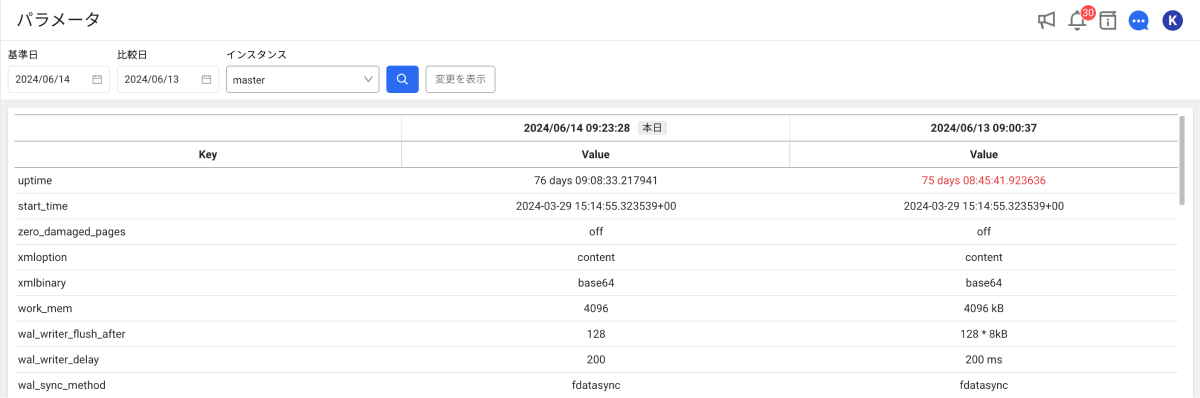 パラメータ
30
K
基準日 比較日 インスタンス
2024/06/14 2024/06/13 master 変更を表示
2024/06/14 09:23:28 本日 2024/06/13 09:00:37
Key Value Value
uptime 76 days 09:08:33.217941 75 days 08:45:41.923636
start_time 2024-03-29 15:14:55.323539+00 2024-03-29 15:14:55.323539+00
zero_damaged_pages off off
xmloption content content
xmlbinary base64 base64
work_mem 4096 4096 kB
wal_writer_flush_after 128 128 * 8kB
wal_writer_delay 200 200 ms
wal_sync_method fdatasync fdatasync